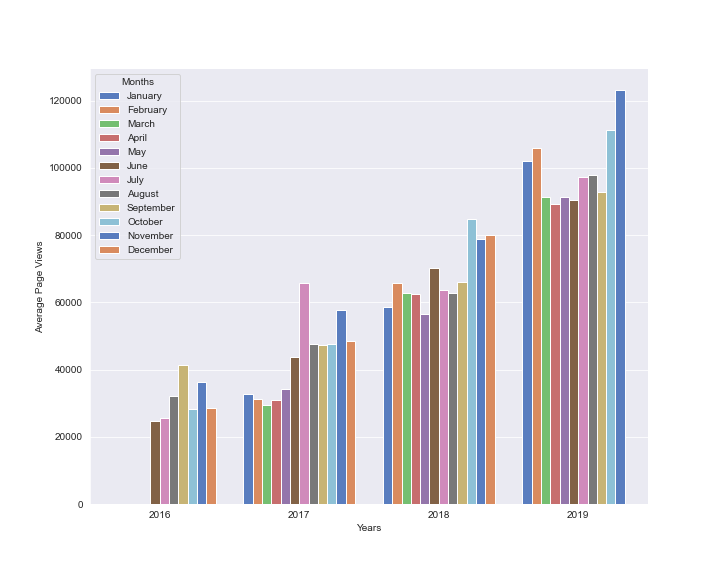 Months
January
February
March
April
May
June
July
August
September
October
November
December
120000
100000
80000
60000
40000
20000
0
Average Page Views
2016 2017 2018 2019
Years